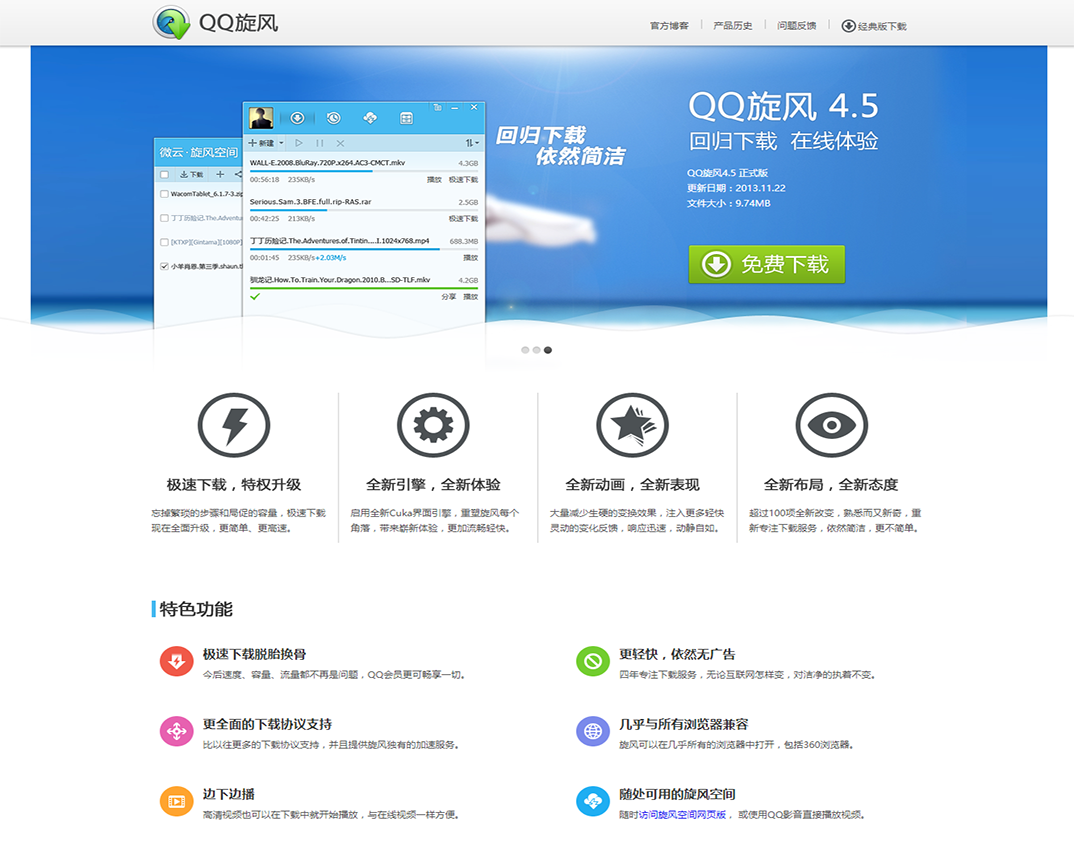 QQ旋风
官方博客
产品历史
问题反馈
经典版下载
微云·旋风空间
下载
WacomTablet_6.1.7-3.zip
丁丁历险记.The.Adventu
[KTXP][Gintama][1080P]
小羊肖恩.第三季.shaun.t
新建
WALL-E.2008.BluRay.720P.x264.AC3-CMCT.mkv
4.3GB
00:56:18 235KB/s
播放 极速下载
Serious.Sam.3.BFE.full.rip-RAS.rar
2.5GB
00:42:25 213KB/s
极速下载
丁丁历险记.The.Adventures.of.Tintin....I.1024x768.mp4
688.3MB
00:01:45 235KB/s+2.03M/s
播放
驯龙记.How.To.Train.Your.Dragon.2010.B...SD-TLF.mkv
4.2GB
分享 播放
回归下载
依然简洁
QQ旋风 4.5
回归下载 在线体验
QQ旋风4.5 正式版
更新日期：2013.11.22
文件大小：9.74MB
免费下载
极速下载，特权升级
忘掉繁琐的步骤和局促的容量，极速下载
现在全面升级，更简单、更高速。
全新引擎，全新体验
启用全新Cuka界面引擎，重塑旋风每个
角落，带来崭新体验，更加流畅轻快。
全新动画，全新表现
大量减少生硬的变换效果，注入更多轻快
灵动的变化反馈，响应迅速，动静自如。
全新布局，全新态度
超过100项全新改变，熟悉而又新奇，重
新专注下载服务，依然简洁，更不简单。
特色功能
极速下载脱胎换骨
今后速度、容量、流量都不再是问题，QQ会员更可畅享一切。
更轻快，依然无广告
四年专注下载服务，无论互联网怎样变，对洁净的执着不变。
更全面的下载协议支持
比以往更多的下载协议支持，并且提供旋风独有的加速服务。
几乎与所有浏览器兼容
旋风可以在几乎所有的浏览器中打开，包括360浏览器。
边下边播
高清视频也可以在下载中就开始播放，与在线视频一样方便。
随处可用的旋风空间
随时访问旋风空间网页版，或使用QQ影音直接播放视频。